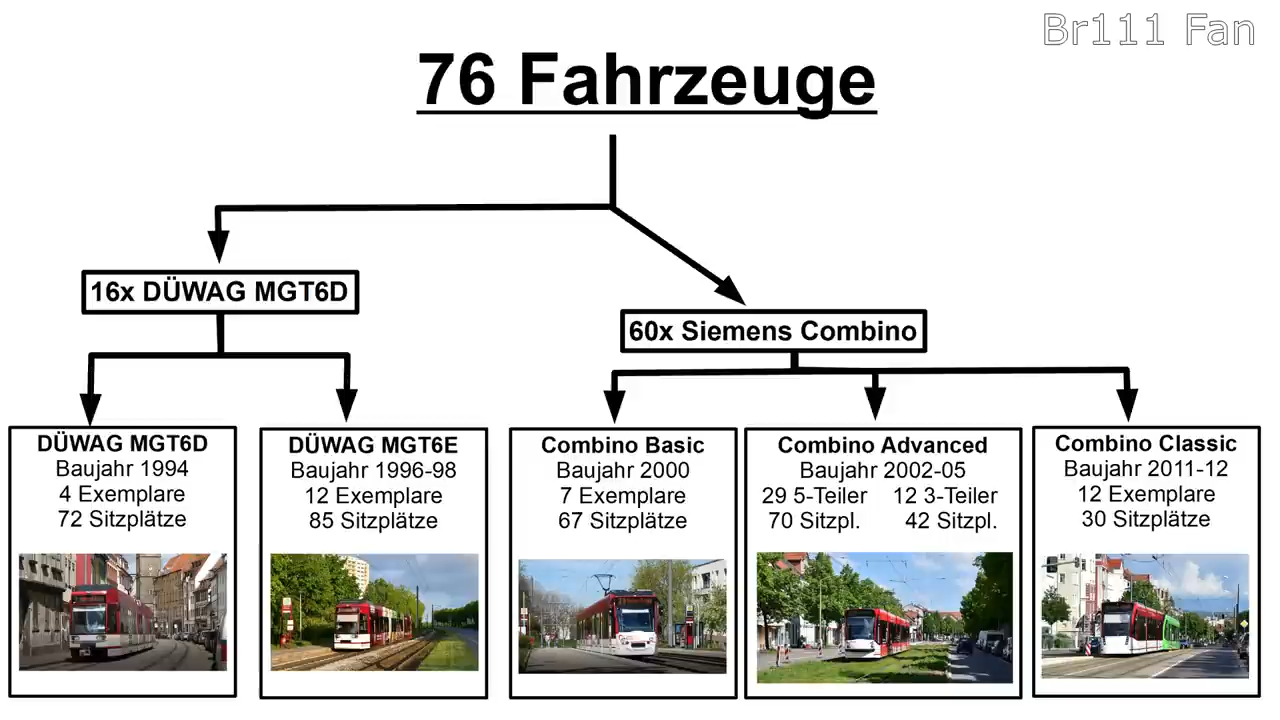 Br111 Fan
76 Fahrzeuge
16x DÜWAG MGT6D
60x Siemens Combino
DÜWAG MGT6D
Baujahr 1994
4 Exemplare
72 Sitzplätze
DÜWAG MGT6E
Baujahr 1996-98
12 Exemplare
85 Sitzplätze
Combino Basic
Baujahr 2000
7 Exemplare
67 Sitzplätze
Combino Advanced
Baujahr 2002-05
29 5-Teiler 12 3-Teiler
70 Sitzpl. 42 Sitzpl.
Combino Classic
Baujahr 2011-12
12 Exemplare
30 Sitzplätze